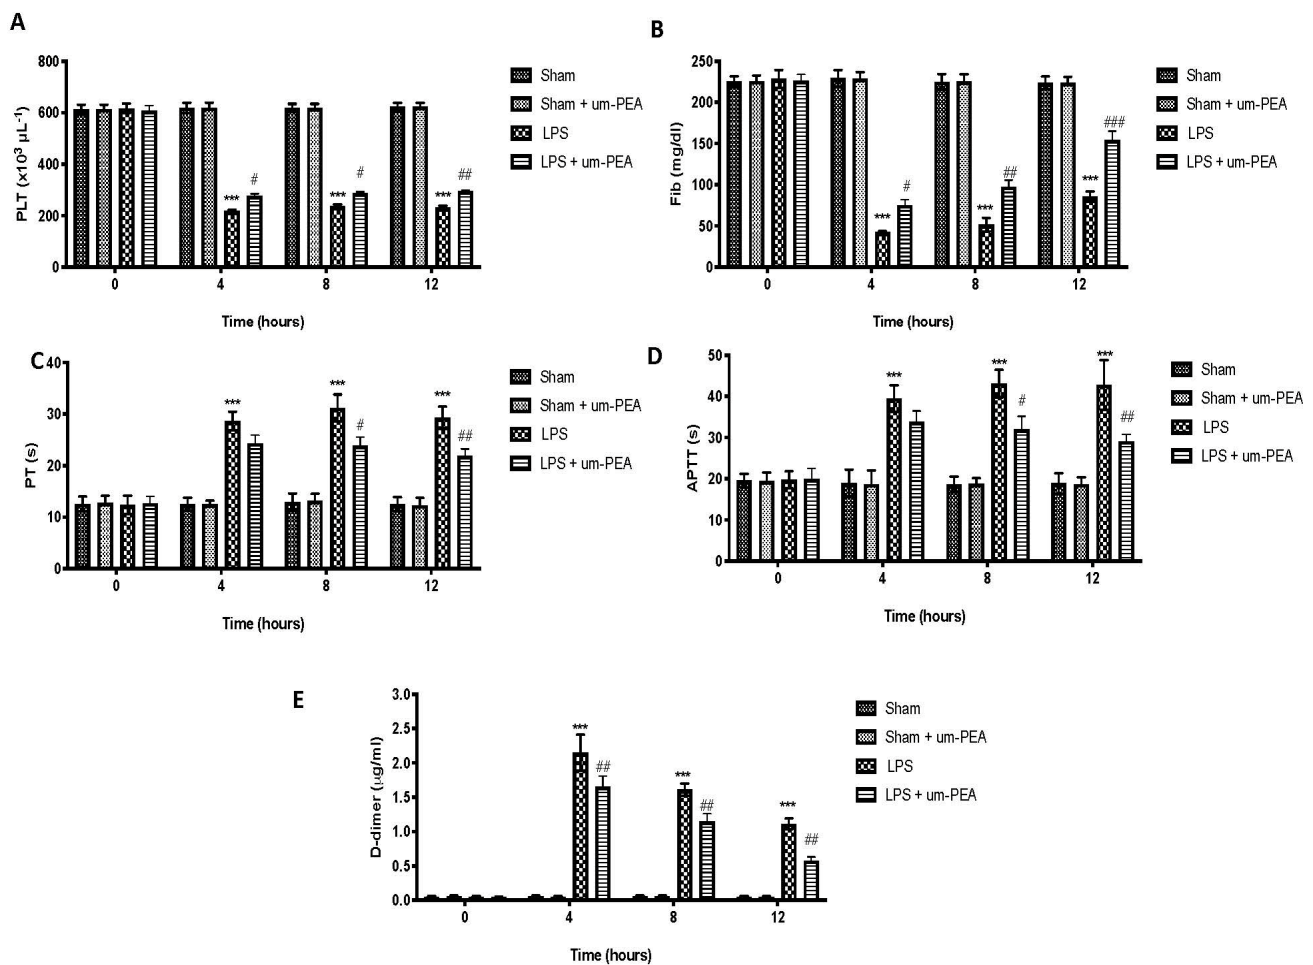 A
800
600
400
200
0
PLT (x10³ µL⁻¹)
***
#
***
#
***
##
0 4 8 12
Time (hours)
Sham
Sham + um-PEA
LPS
LPS + um-PEA
B
250
200
150
100
50
0
Fib (mg/dl)
***
#
***
##
***
###
0 4 8 12
Time (hours)
Sham
Sham + um-PEA
LPS
LPS + um-PEA
C
40
30
20
10
0
PT (s)
***
***
#
***
##
0 4 8 12
Time (hours)
Sham
Sham + um-PEA
LPS
LPS + um-PEA
D
50
40
30
20
10
0
APTT (s)
***
***
#
***
##
0 4 8 12
Time (hours)
Sham
Sham + um-PEA
LPS
LPS + um-PEA
E
3.0
2.5
2.0
1.5
1.0
0.5
0.0
D-dimer (µg/ml)
***
##
***
##
***
##
0 4 8 12
Time (hours)
Sham
Sham + um-PEA
LPS
LPS + um-PEA